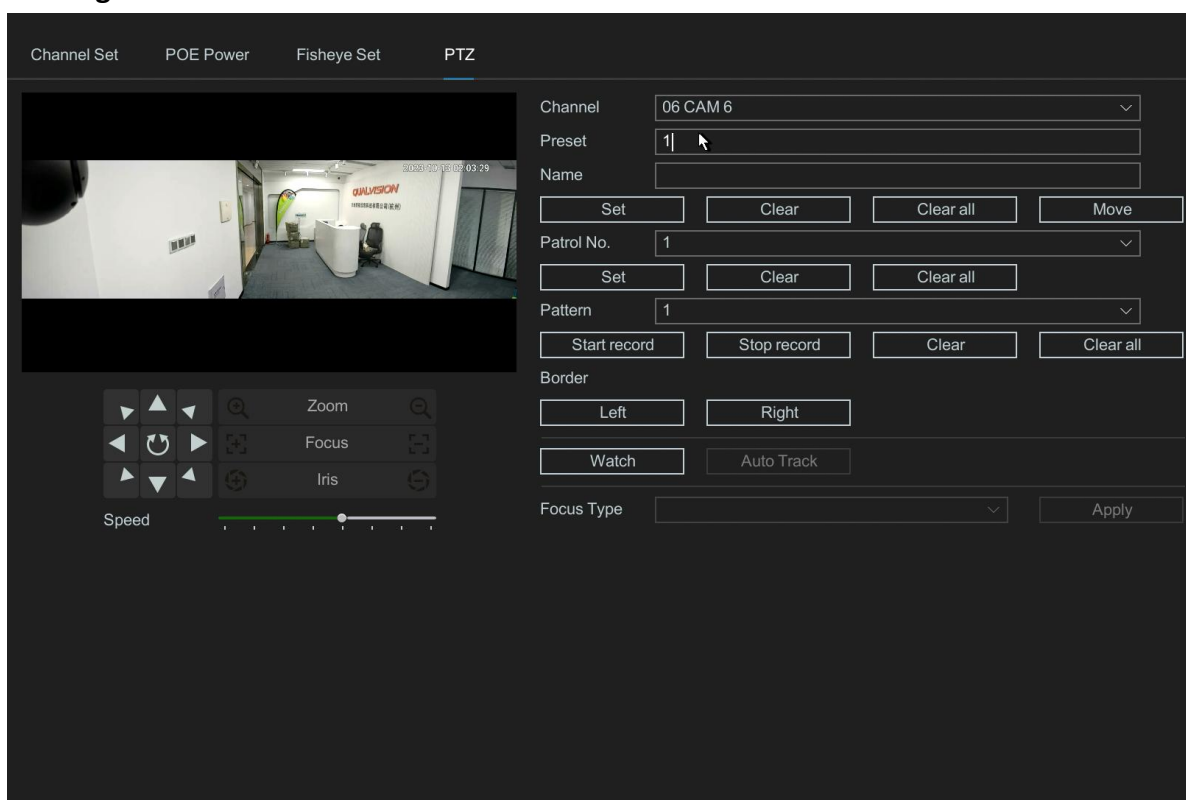 Channel Set POE Power Fisheye Set PTZ
Channel 06 CAM 6
Preset 1
Name
QUALVISION
Set Clear Clear all Move
Patrol No. 1
Set Clear Clear all
Pattern 1
Start record Stop record Clear Clear all
Border
Zoom
Left Right
Focus
Watch Auto Track
Iris
Focus Type Apply
Speed